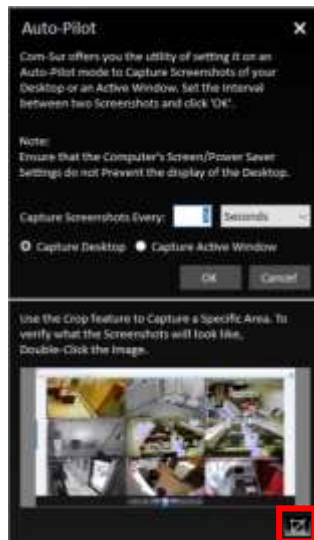 Auto-Pilot
Com-Sur offers you the utility of setting it on an
Auto-Pilot mode to Capture Screenshots of your
Desktop or an Active Window. Set the Interval
between two Screenshots and click 'OK'.
Note:
Ensure that the Computer's Screen/Power Saver
Settings do not Prevent the display of the Desktop.
Capture Screenshots Every: Seconds
Capture Desktop Capture Active Window
OK Cancel
Use the Crop feature to Capture a Specific Area. To
verify what the Screenshots will look like,
Double-Click the Image.